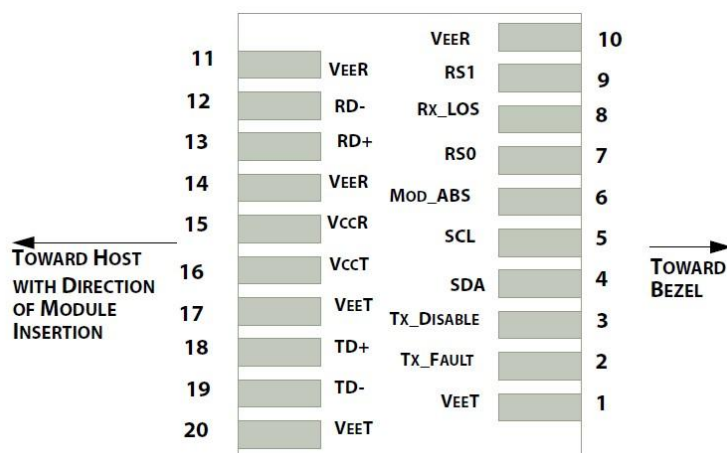 11 VEER
12 RD-
13 RD+
14 VEER
15 VCCR
16 VCCT
17 VEET
18 TD+
19 TD-
20 VEET
VEER 10
RS1 9
RX_LOS 8
RS0 7
MOD_ABS 6
SCL 5
SDA 4
TX_DISABLE 3
TX_FAULT 2
VEET 1
TOWARD HOST
WITH DIRECTION
OF MODULE
INSERTION
TOWARD
BEZEL